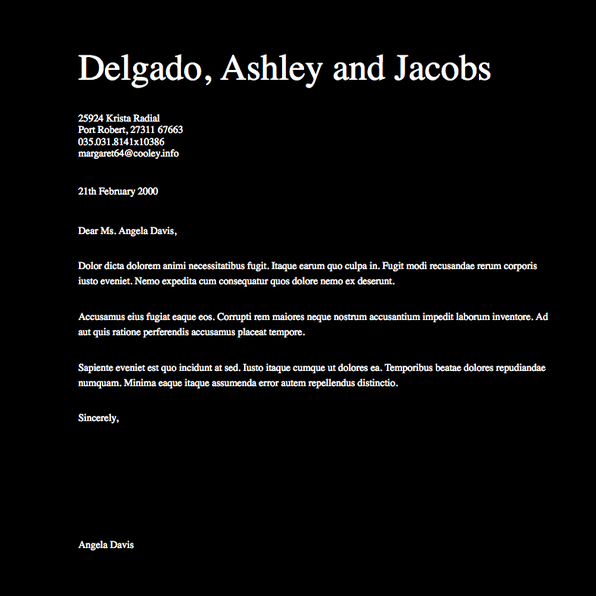 Delgado, Ashley and Jacobs
25924 Krista Radial
Port Robert, 27311 67663
035.031.8141x10386
margaret64@cooley.info
21th February 2000
Dear Ms. Angela Davis,
Dolor dicta dolorem animi necessitatibus fugit. Itaque earum quo culpa in. Fugit modi recusandae rerum corporis
iusto eveniet. Nemo expedita cum consequatur quos dolore nemo ex deserunt.
Accusamus eius fugiat eaque eos. Corrupti rem maiores neque nostrum accusantium impedit laborum inventore. Ad
aut quis ratione perferendis accusamus placeat tempore.
Sapiente eveniet est quo incidunt at sed. Iusto itaque cumque ut dolores ea. Temporibus beatae dolores repudiandae
numquam. Minima eaque itaque assumenda error autem repellendus distinctio.
Sincerely,
Angela Davis